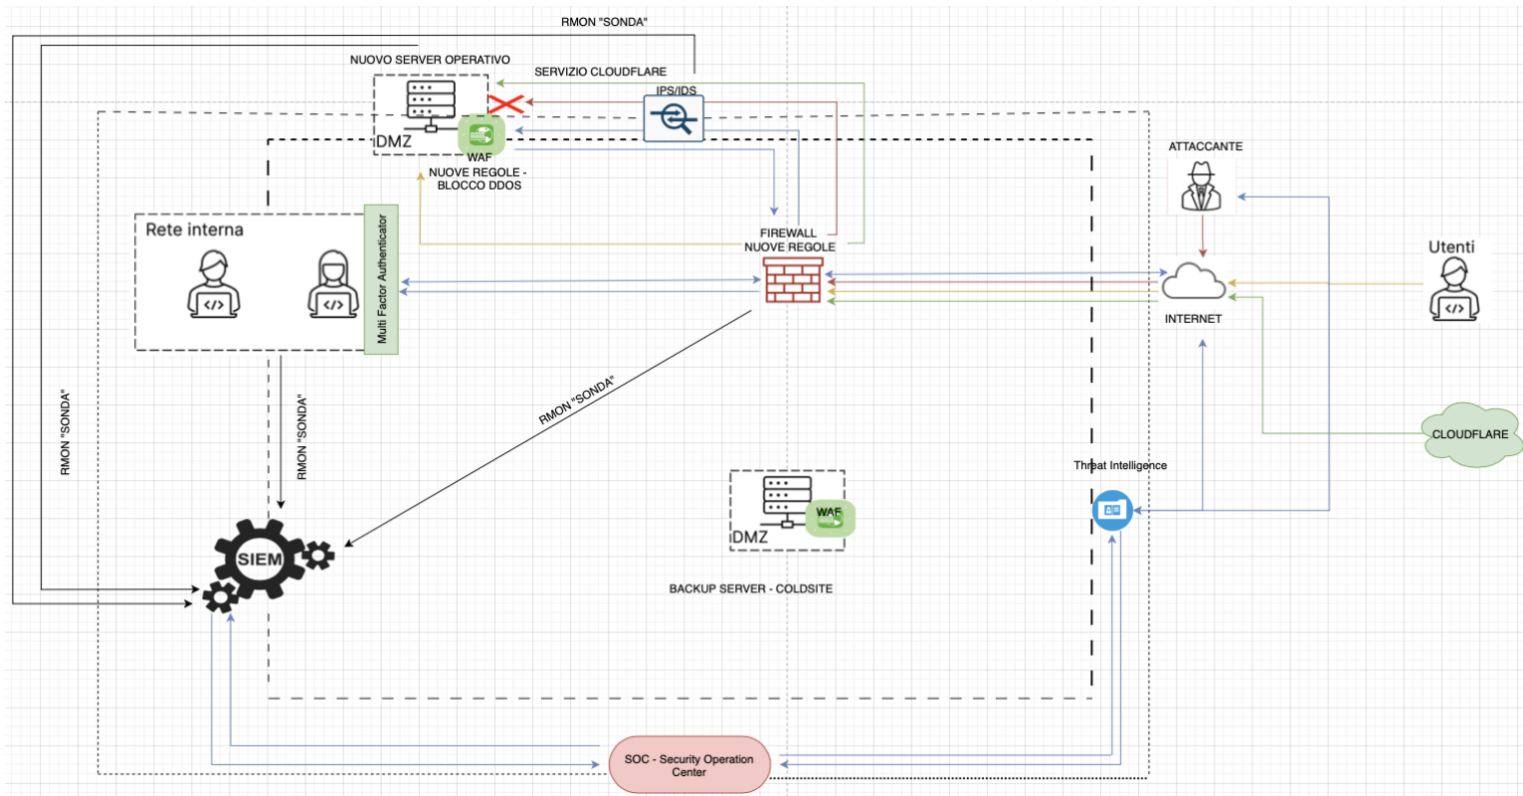 RMON "SONDA"
NUOVO SERVER OPERATIVO
SERVIZIO CLOUDFLARE
IPS/IDS
DMZ
WAF
NUOVE REGOLE -
BLOCCO DDOS
ATTACCANTE
Rete interna
Multi Factor Authenticator
FIREWALL
NUOVE REGOLE
Utenti
INTERNET
RMON "SONDA"
RMON "SONDA"
RMON "SONDA"
CLOUDFLARE
Threat Intelligence
WAF
DMZ
SIEM
BACKUP SERVER - COLDSITE
SOC - Security Operation
Center